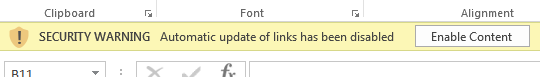 Clipboard Font Alignment
SECURITY WARNING Automatic update of links has been disabled Enable Content
B11 fx